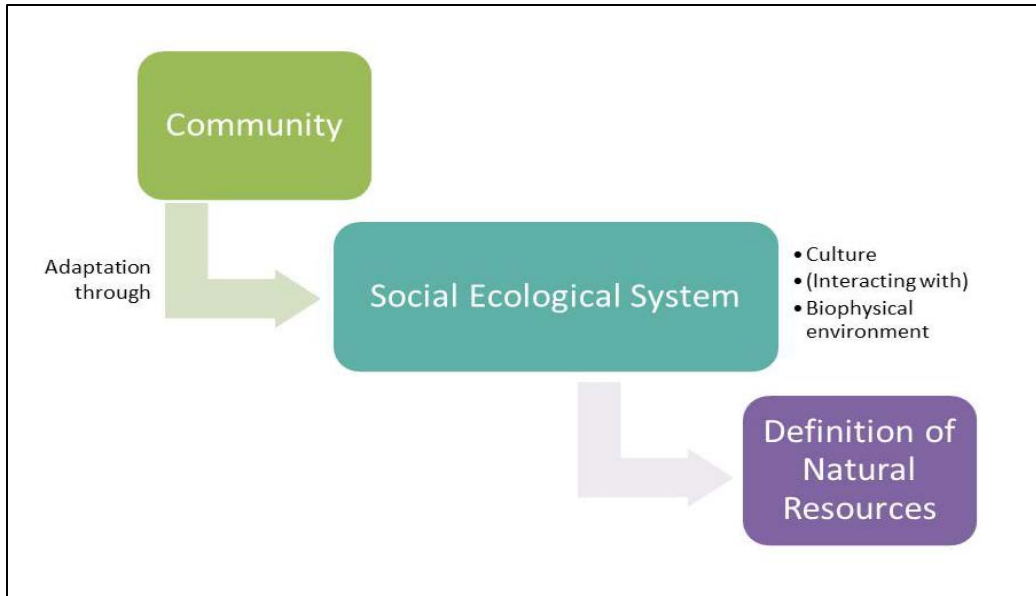 Community
Adaptation
through
Social Ecological System
• Culture
• (Interacting with)
• Biophysical
environment
Definition of
Natural
Resources